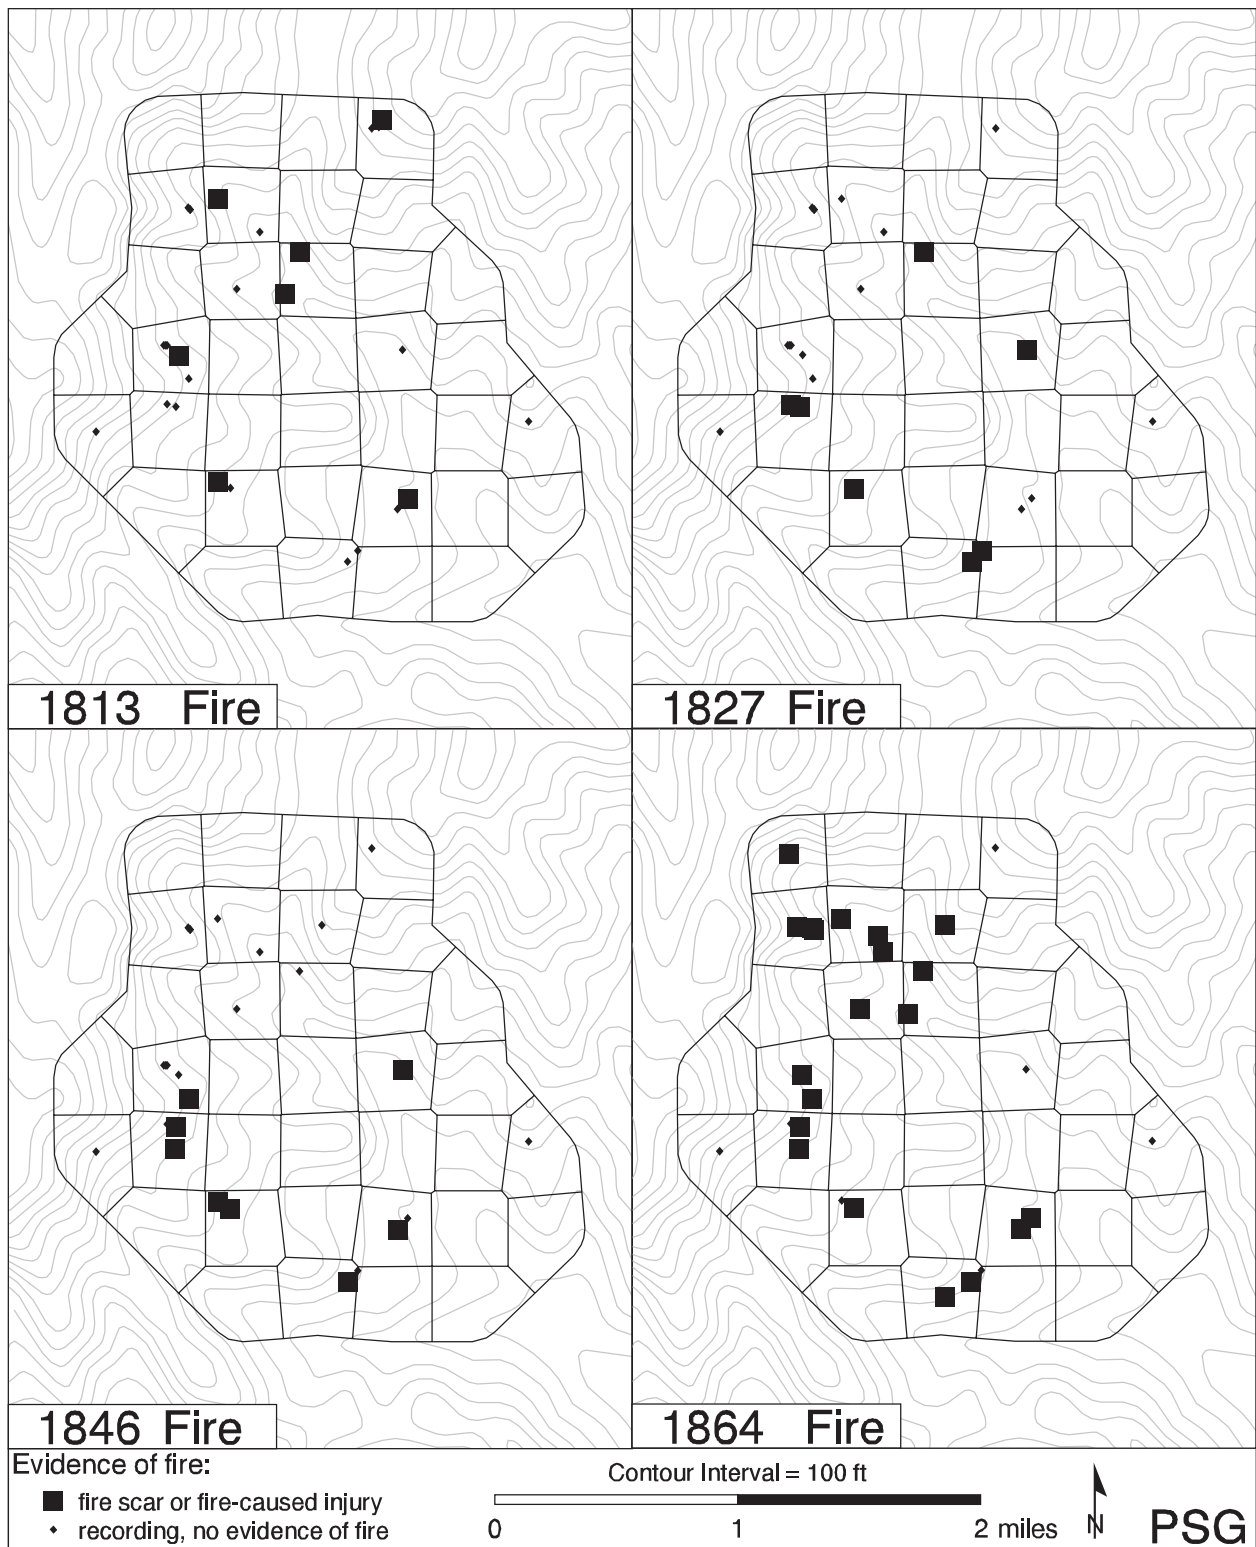 1813 Fire
1827 Fire
1846 Fire
1864 Fire
Evidence of fire:
fire scar or fire-caused injury
recording, no evidence of fire
Contour Interval = 100 ft
0 1 2 miles
N
PSG